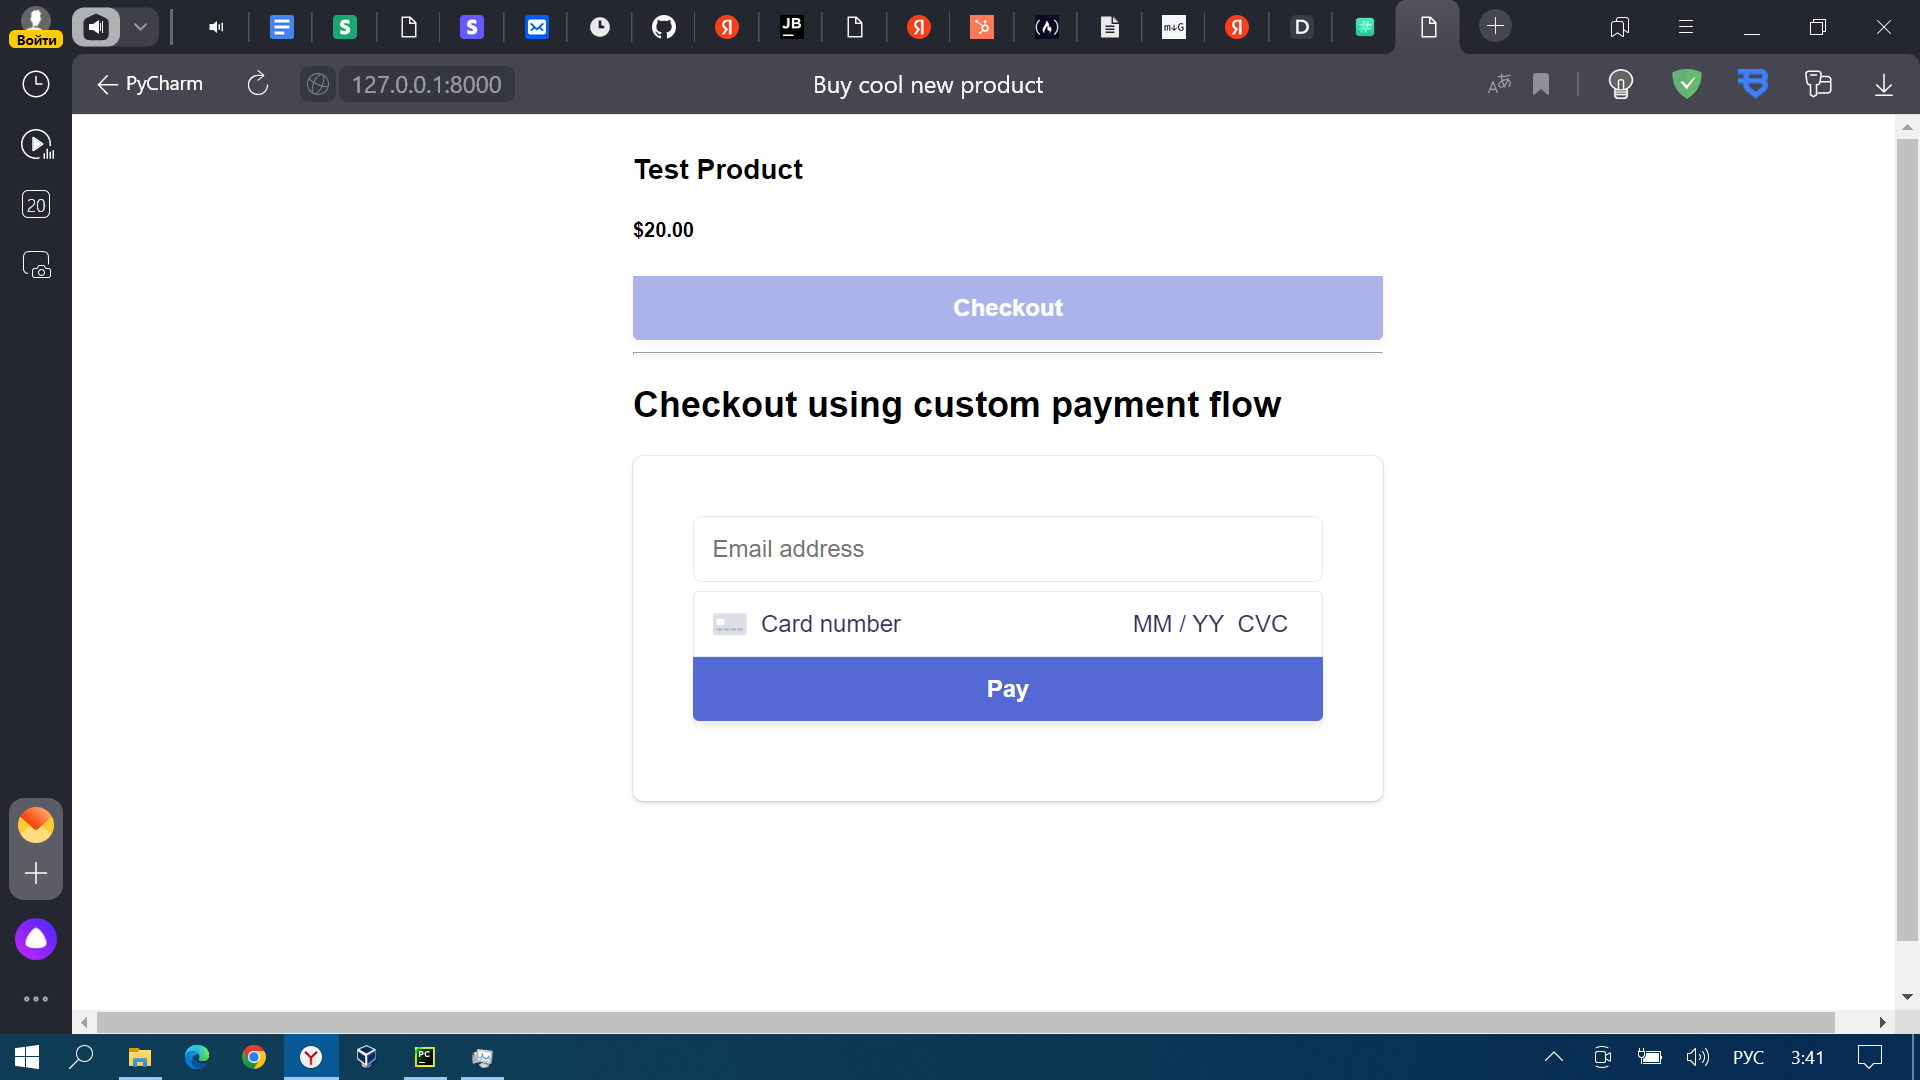 Войти
JB
m↓G
D
PyCharm
127.0.0.1:8000
Buy cool new product
20
Test Product
$20.00
Checkout
Checkout using custom payment flow
Email address
Card number MM / YY CVC
Pay
РУС 3:41